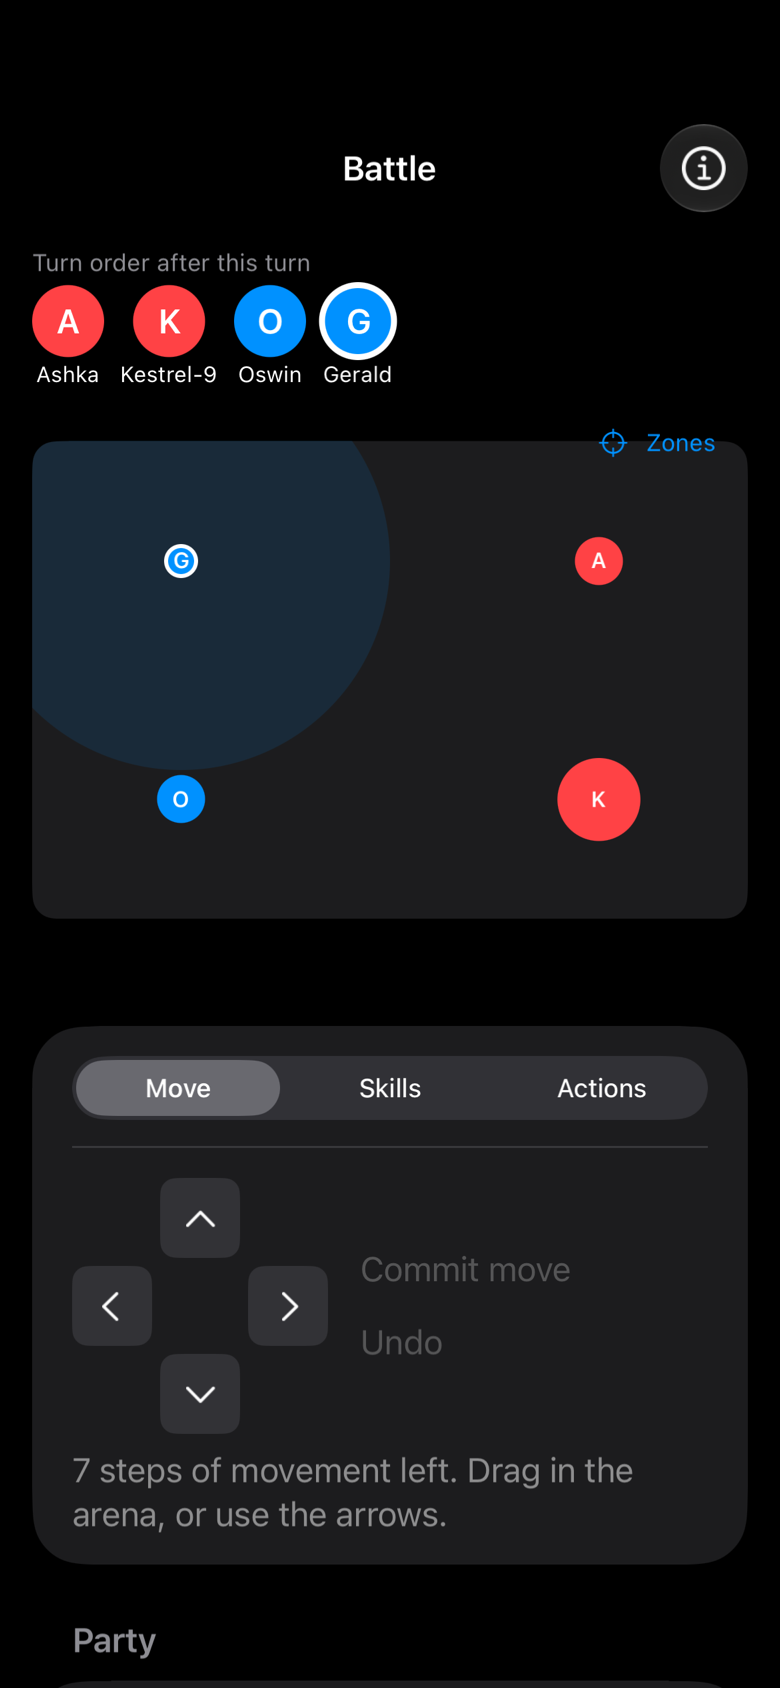 Battle
Turn order after this turn
A K O G
Ashka Kestrel-9 Oswin Gerald
Zones
G A
O K
Move Skills Actions
Commit move
Undo
7 steps of movement left. Drag in the
arena, or use the arrows.
Party